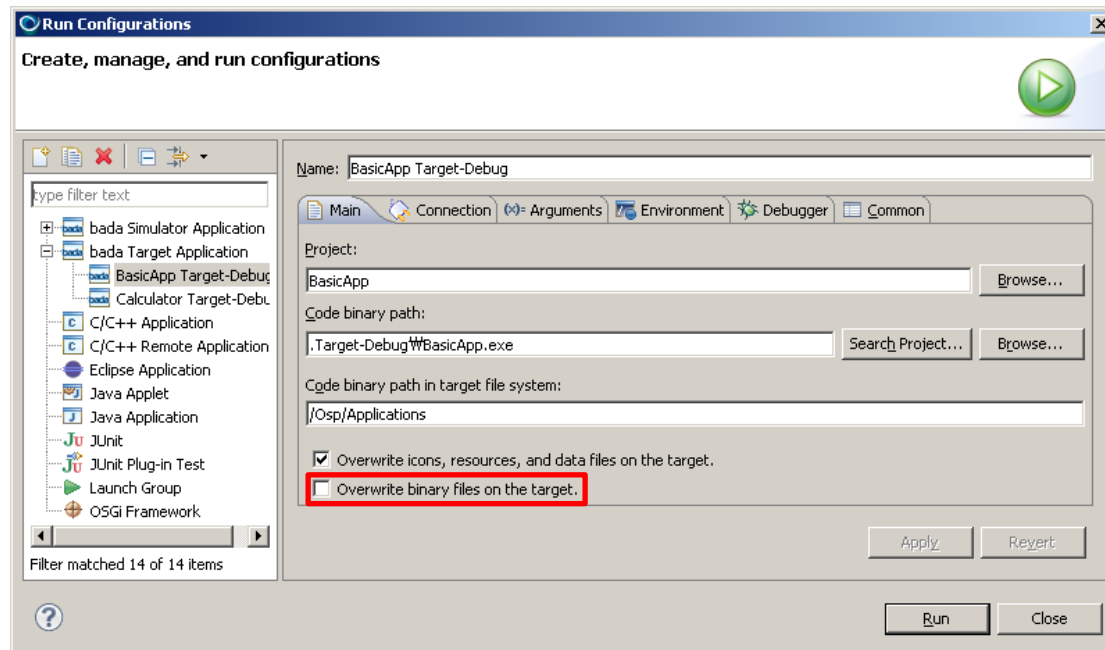 Run Configurations
Create, manage, and run configurations
type filter text
bada Simulator Application
bada Target Application
BasicApp Target-Debug
Calculator Target-Debu
C/C++ Application
C/C++ Remote Application
Eclipse Application
Java Applet
Java Application
JUnit
JUnit Plug-in Test
Launch Group
OSGi Framework
Filter matched 14 of 14 items
Name: BasicApp Target-Debug
Main Connection (x)= Arguments Environment Debugger Common
Project:
BasicApp Browse...
Code binary path:
.Target-Debug₩BasicApp.exe Search Project... Browse...
Code binary path in target file system:
/Osp/Applications
Overwrite icons, resources, and data files on the target.
Overwrite binary files on the target.
Apply Revert
? Run Close